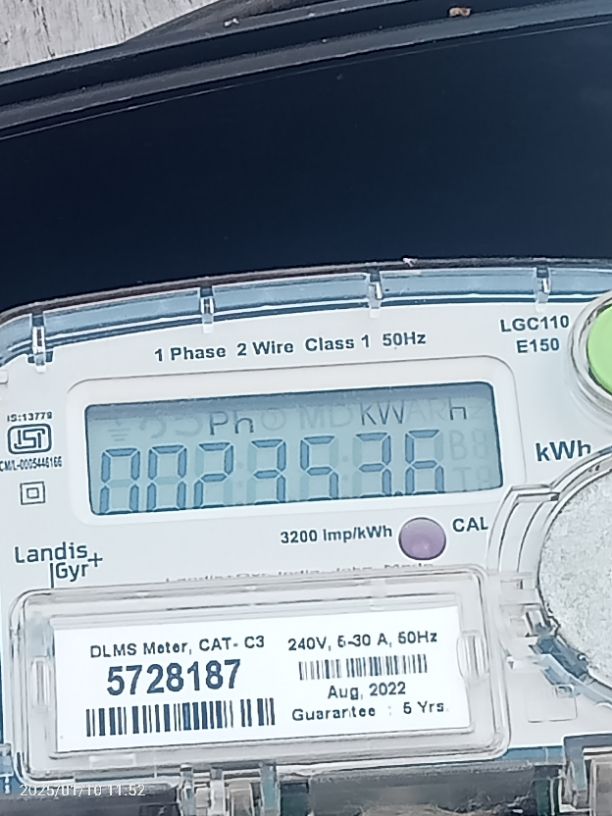 1 Phase 2 Wire Class 1 50Hz
LGC110
E150
IS:13779
ISI
CM/L-0005446166
Ph KW h
002353.6
kWh
3200 Imp/kWh
CAL
Landis+
Gyr
DLMS Meter, CAT- C3
5728187
240V, 5-30 A, 50Hz
Aug, 2022
Guarantee : 5 Yrs.
2025/01/10 11:52